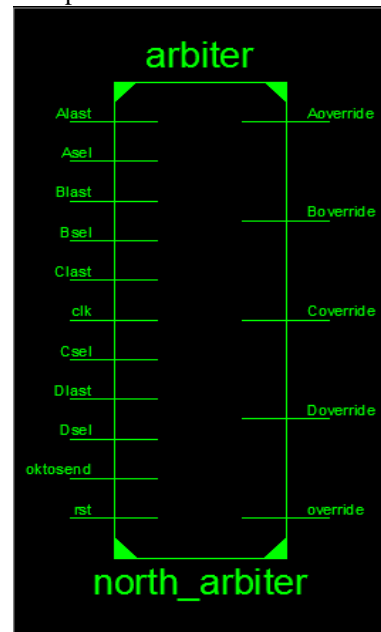 arbiter
Alast
Asel
Blast
Bsel
Clast
clk
Csel
Dlast
Dsel
oktosend
rst
Aoverride
Boverride
Coverride
Doverride
override
north_arbiter